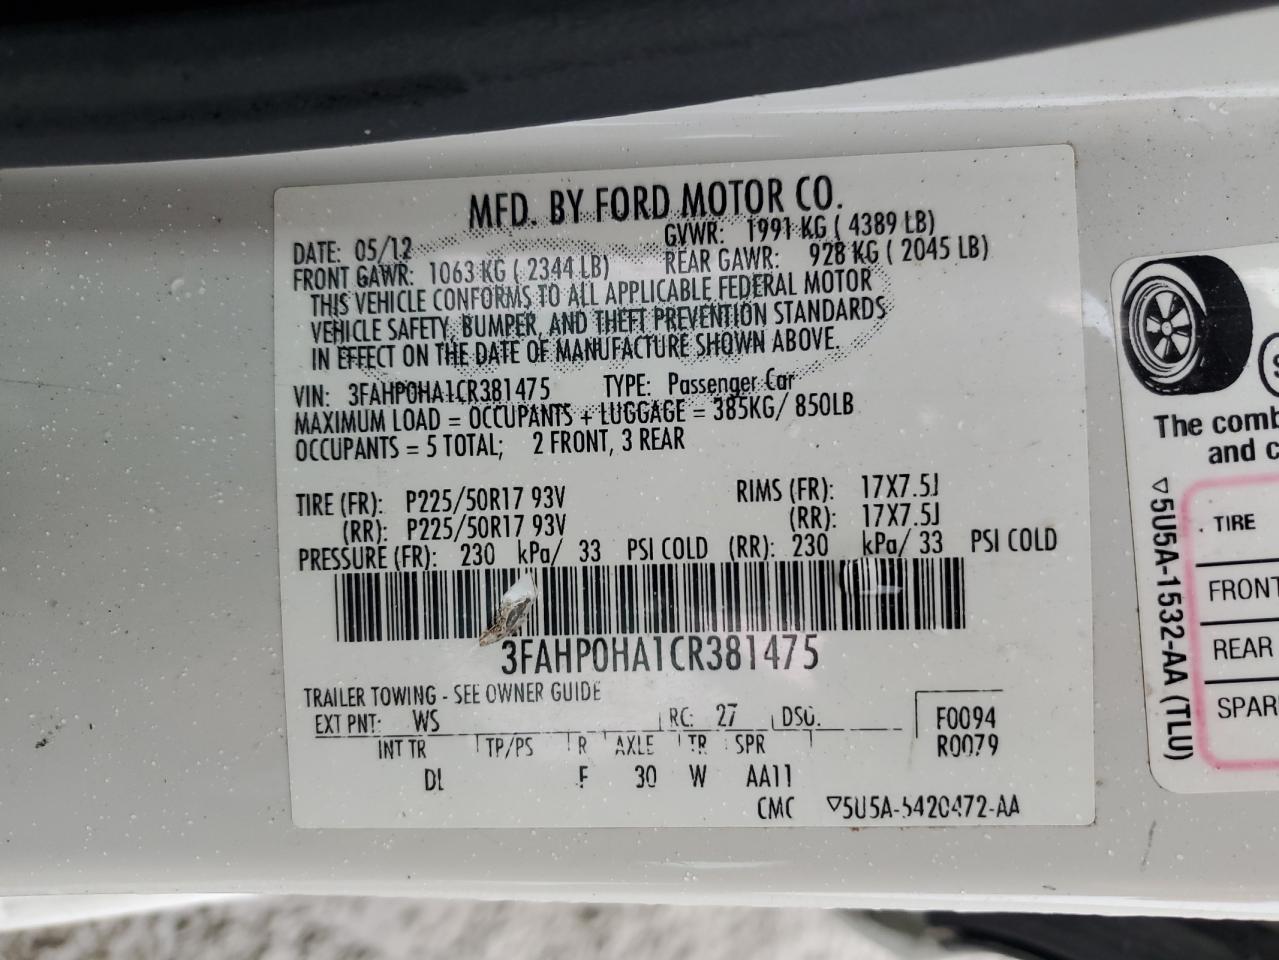 MFD. BY FORD MOTOR CO.
DATE: 05/12 GVWR: 1991 KG ( 4389 LB)
FRONT GAWR: 1063 KG ( 2344 LB) REAR GAWR: 928 KG ( 2045 LB)
THIS VEHICLE CONFORMS TO ALL APPLICABLE FEDERAL MOTOR
VEHICLE SAFETY, BUMPER, AND THEFT PREVENTION STANDARDS
IN EFFECT ON THE DATE OF MANUFACTURE SHOWN ABOVE.
VIN: 3FAHP0HA1CR381475 TYPE: Passenger Car
MAXIMUM LOAD = OCCUPANTS + LUGGAGE = 385KG/ 850LB
OCCUPANTS = 5 TOTAL; 2 FRONT, 3 REAR
TIRE (FR): P225/50R17 93V RIMS (FR): 17X7.5J
(RR): P225/50R17 93V (RR): 17X7.5J
PRESSURE (FR): 230 kPa/ 33 PSI COLD (RR): 230 kPa/ 33 PSI COLD
3FAHP0HA1CR381475
TRAILER TOWING - SEE OWNER GUIDE
EXT PNT: WS RC: 27 DSO: F0094
INT TR TP/PS R AXLE TR SPR R0079
DL F 30 W AA11
CMC ▽5U5A-5420472-AA
The comb
and c
▽5U5A-1532-AA (TLU)
TIRE
FRONT
REAR
SPAR